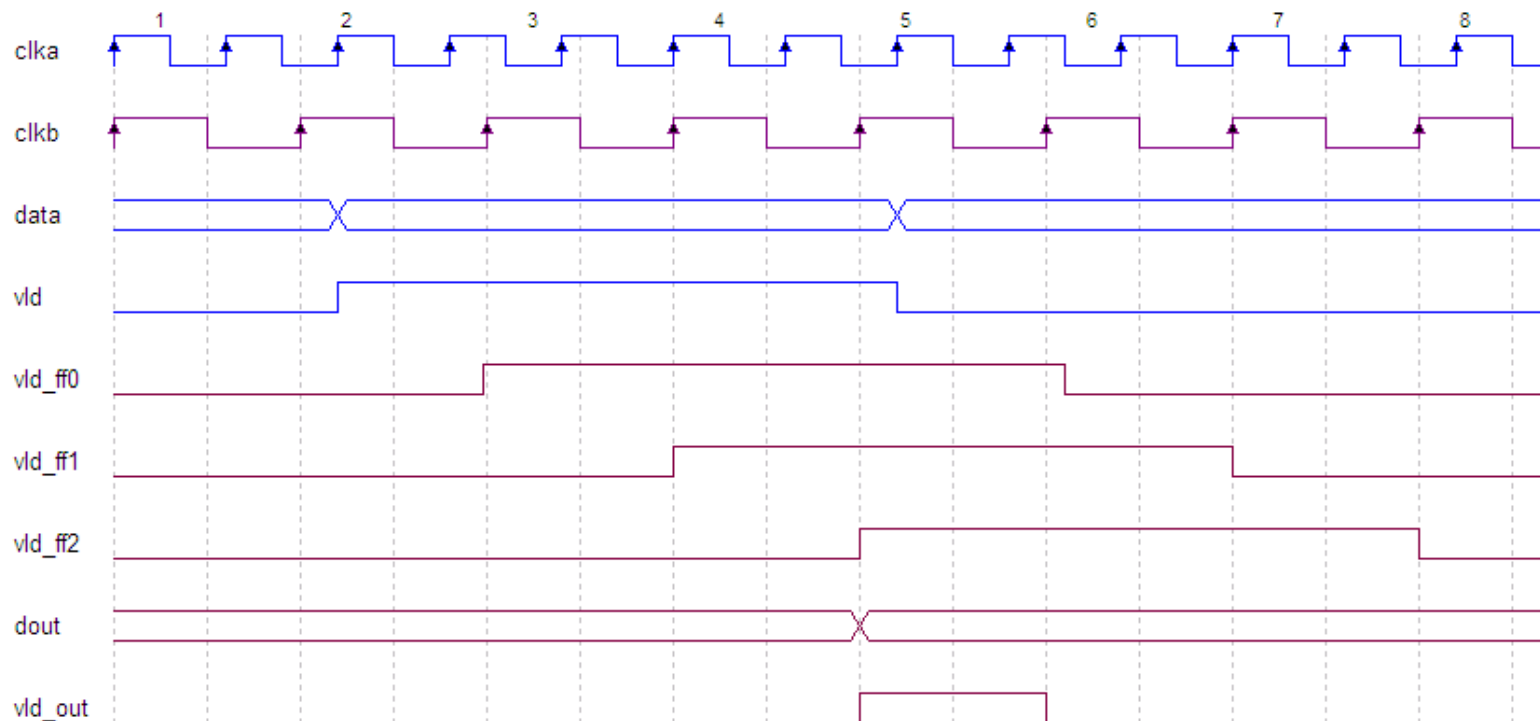 1 2 3 4 5 6 7 8
clka
clkb
data
vld
vld_ff0
vld_ff1
vld_ff2
dout
vld_out